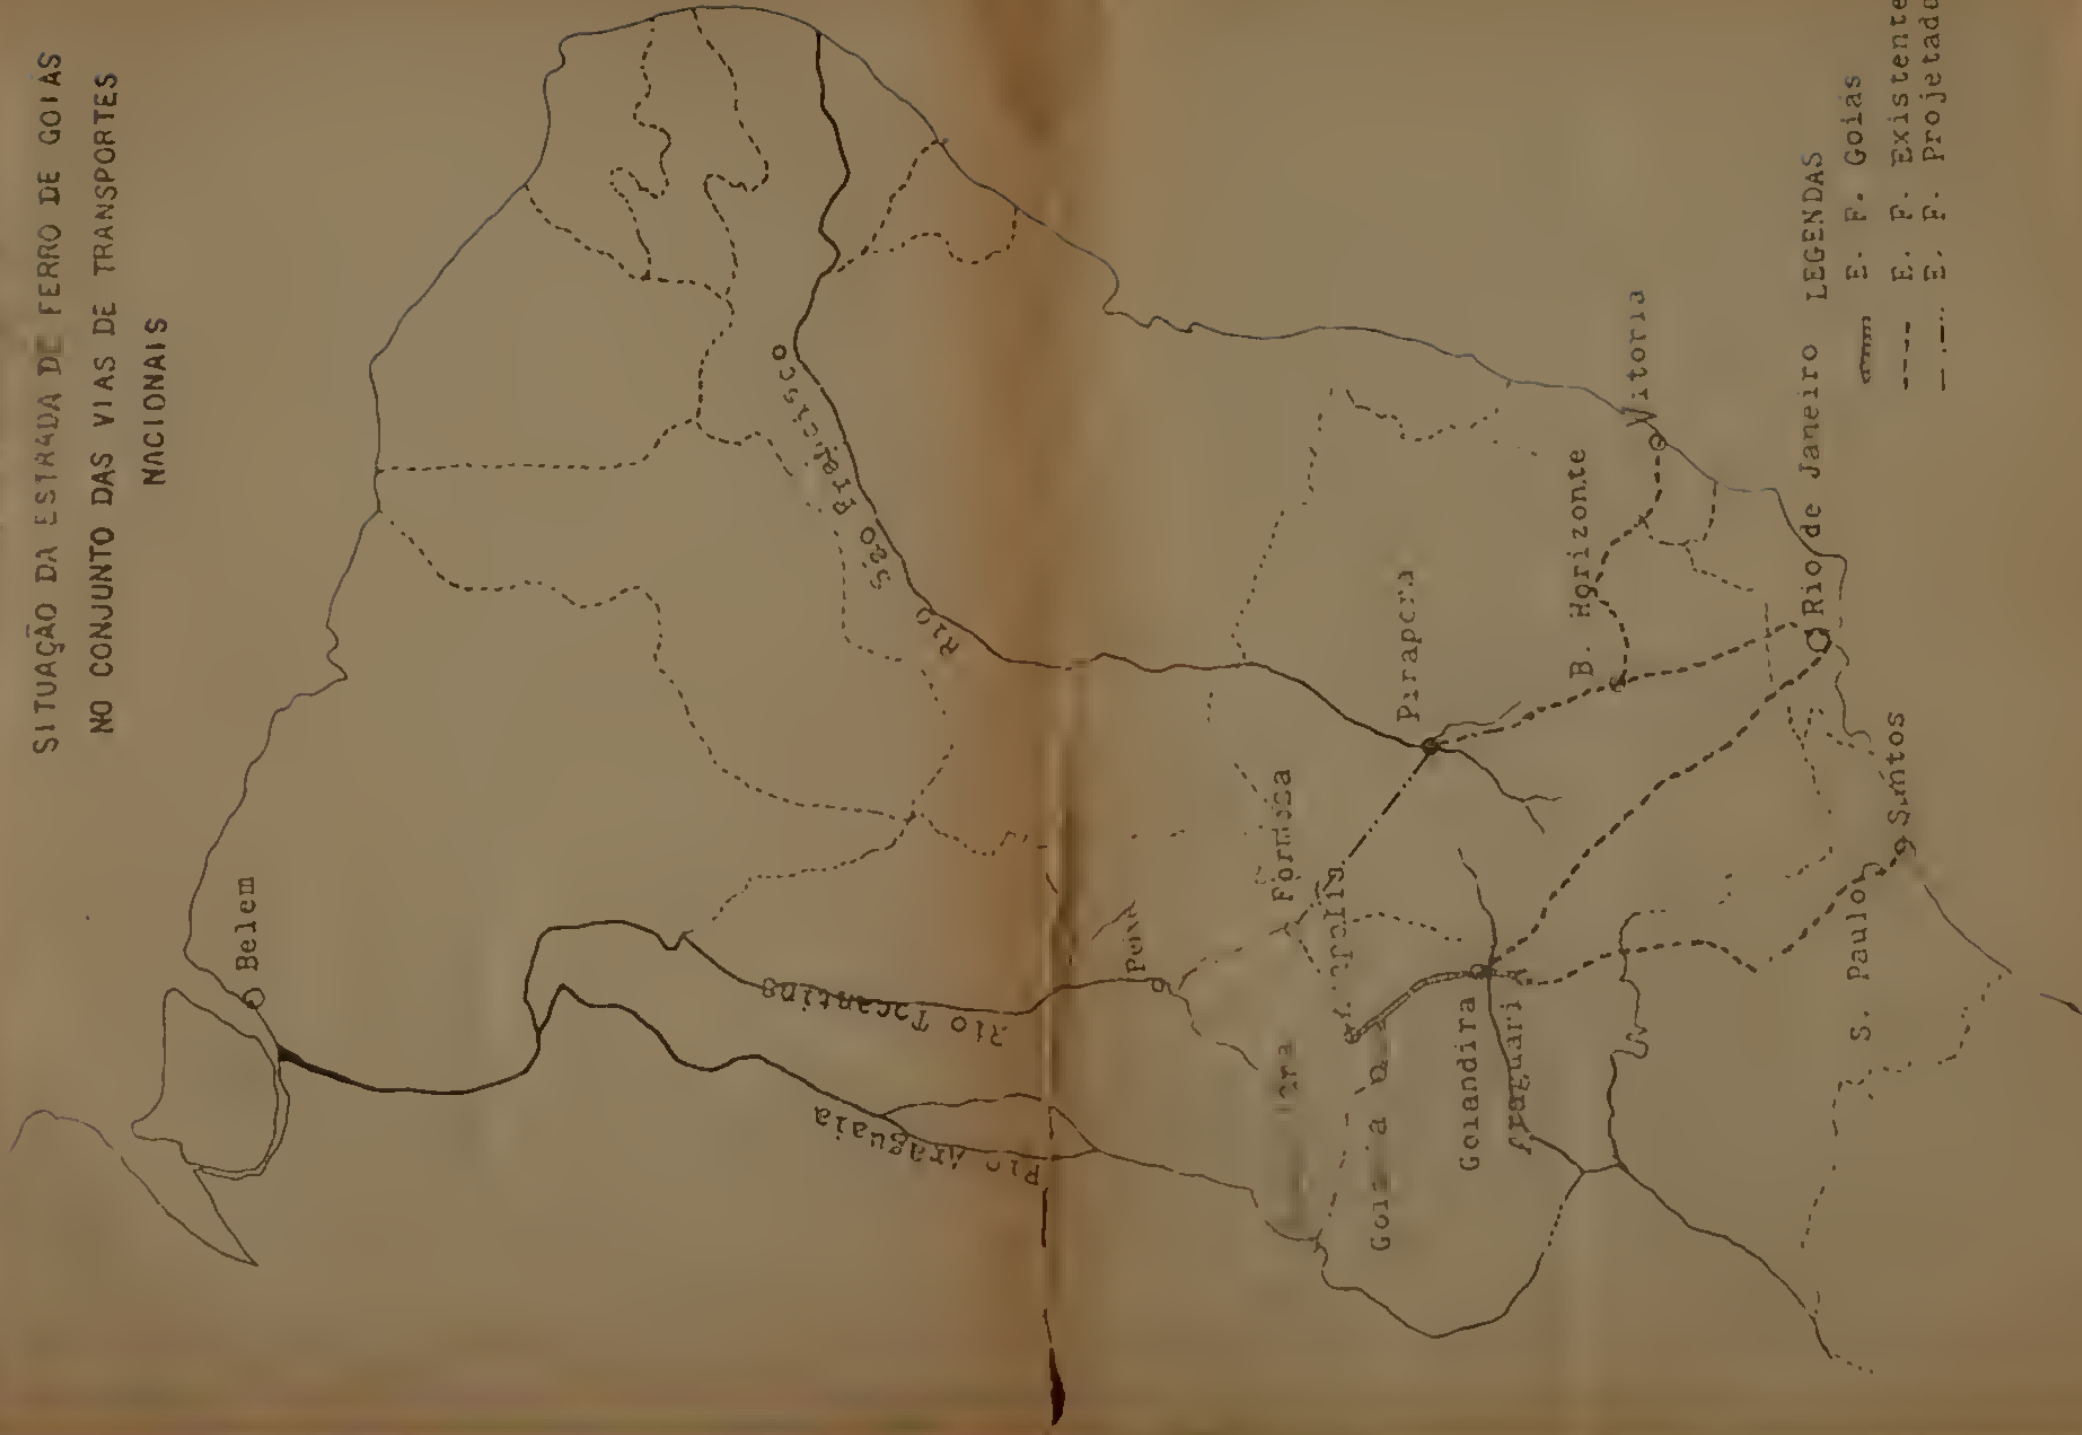 SITUAÇÃO DA ESTRADA DE FERRO DE GOIÁS
NO CONJUNTO DAS VIAS DE TRANSPORTES
NACIONAIS
Belem
Rio Tocantins
Rio Araguaia
Rio São Francisco
Formosa
Pirapora
B. Horizonte
Vitoria
Goiandira
Araguari
Rio de Janeiro
S. Paulo
Santos
LEGENDAS
E. F. Goiás
E. F. Existente
E. F. Projetado